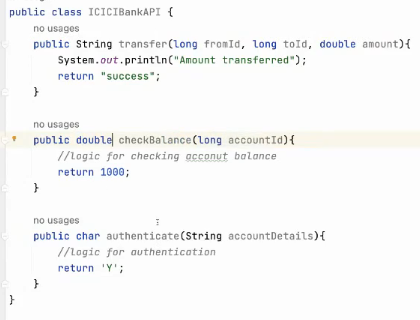 public class ICICIBankAPI {
no usages
public String transfer(long fromId, long toId, double amount){
System.out.println("Amount transferred");
return "success";
}
no usages
public double checkBalance(long accountId){
//logic for checking acconut balance
return 1000;
}
no usages
public char authenticate(String accountDetails){
//logic for authentication
return 'Y';
}
}